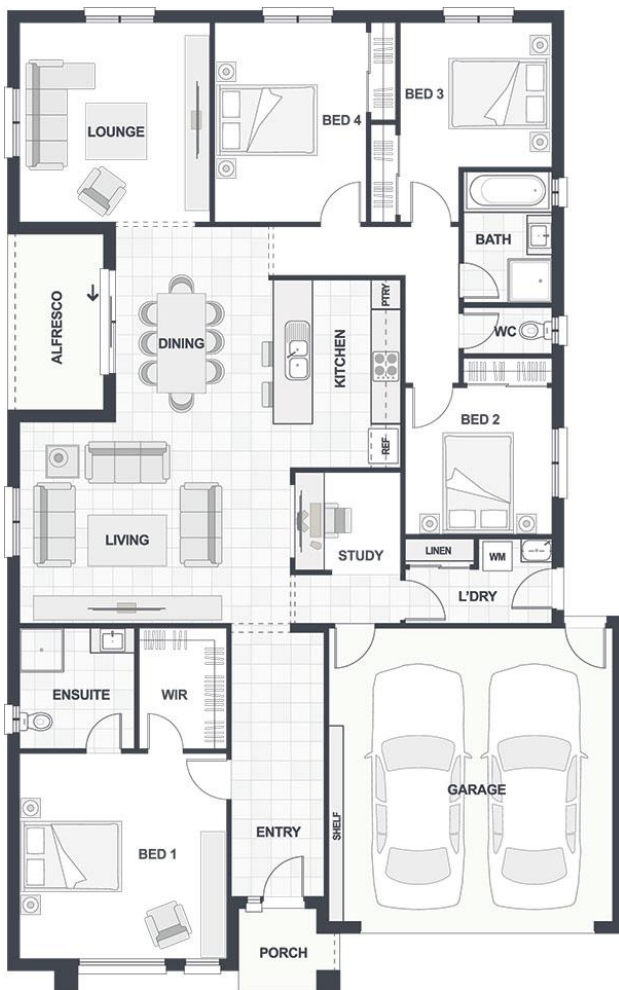 LOUNGE
BED 4
BED 3
BATH
ALFRESCO
DINING
KITCHEN
PTRY
WC
REF
BED 2
LIVING
STUDY
LINEN
WM
L'DRY
ENSUITE
WIR
BED 1
ENTRY
SHELF
GARAGE
PORCH